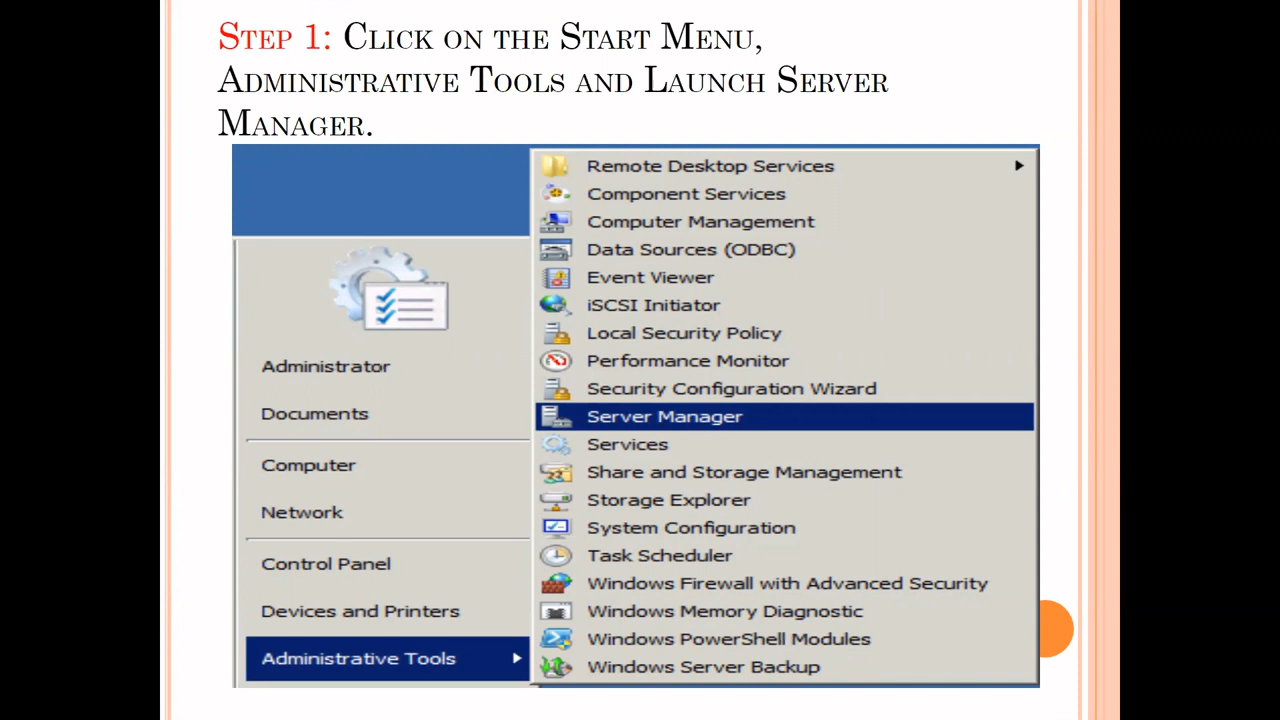 Step 1: Click on the Start Menu,
Administrative Tools and Launch Server
Manager.
Administrator
Documents
Computer
Network
Control Panel
Devices and Printers
Administrative Tools
Remote Desktop Services
Component Services
Computer Management
Data Sources (ODBC)
Event Viewer
iSCSI Initiator
Local Security Policy
Performance Monitor
Security Configuration Wizard
Server Manager
Services
Share and Storage Management
Storage Explorer
System Configuration
Task Scheduler
Windows Firewall with Advanced Security
Windows Memory Diagnostic
Windows PowerShell Modules
Windows Server Backup